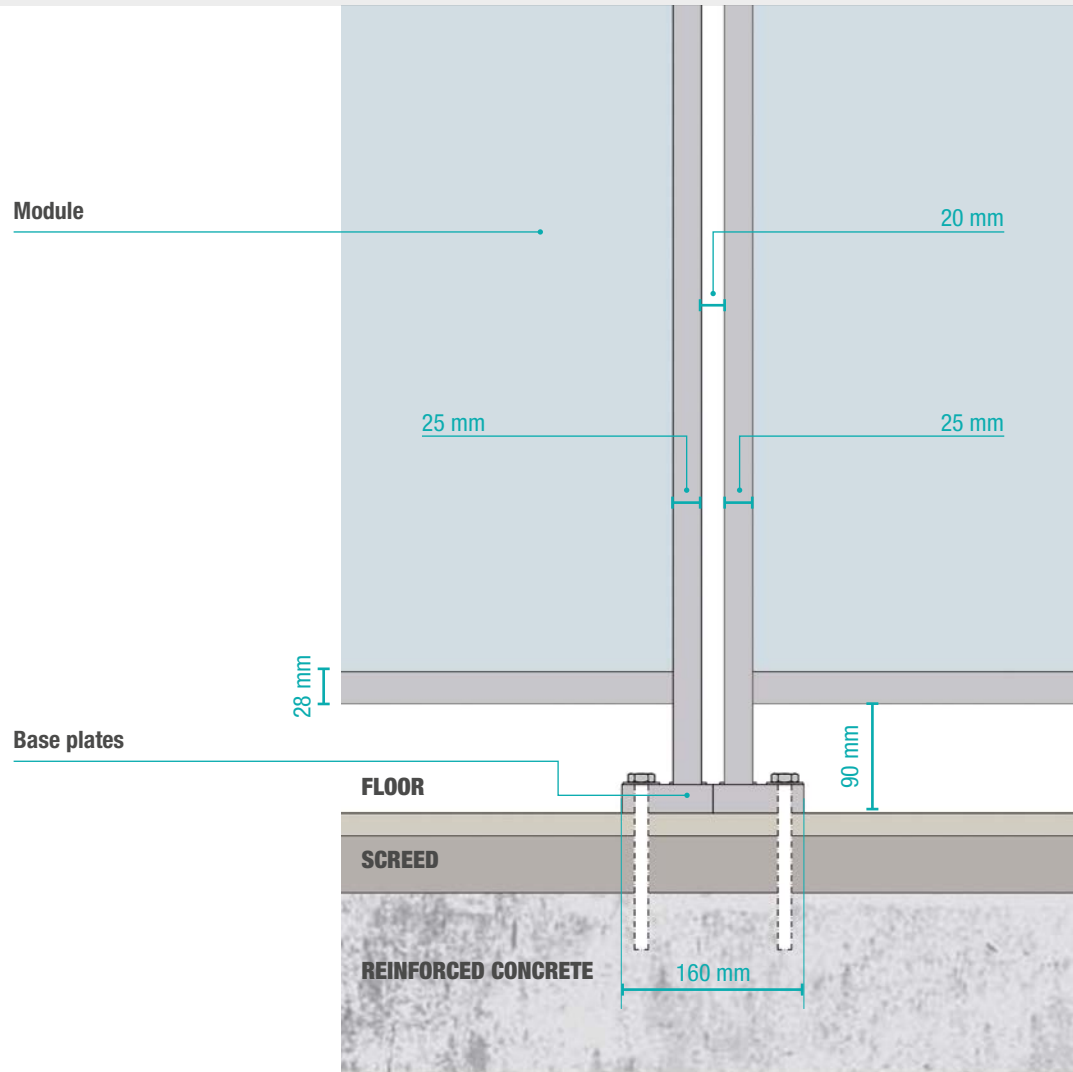 Module
20 mm
25 mm
25 mm
28 mm
Base plates
90 mm
FLOOR
SCREED
REINFORCED CONCRETE
160 mm